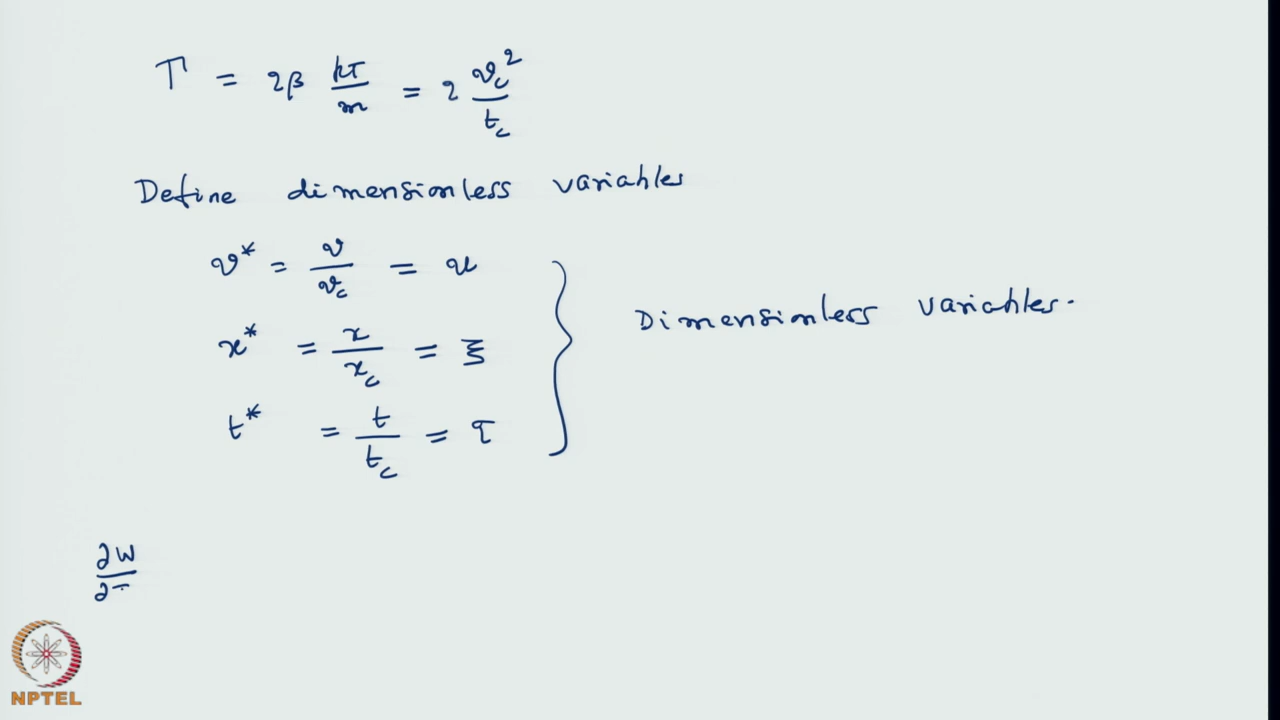 Γ = 2β kT/m = 2 v_c²/t_c
Define dimensionless variables
v* = v/v_c = u
x* = x/x_c = ξ
t* = t/t_c = τ
Dimensionless variables.
∂W/∂τ
NPTEL